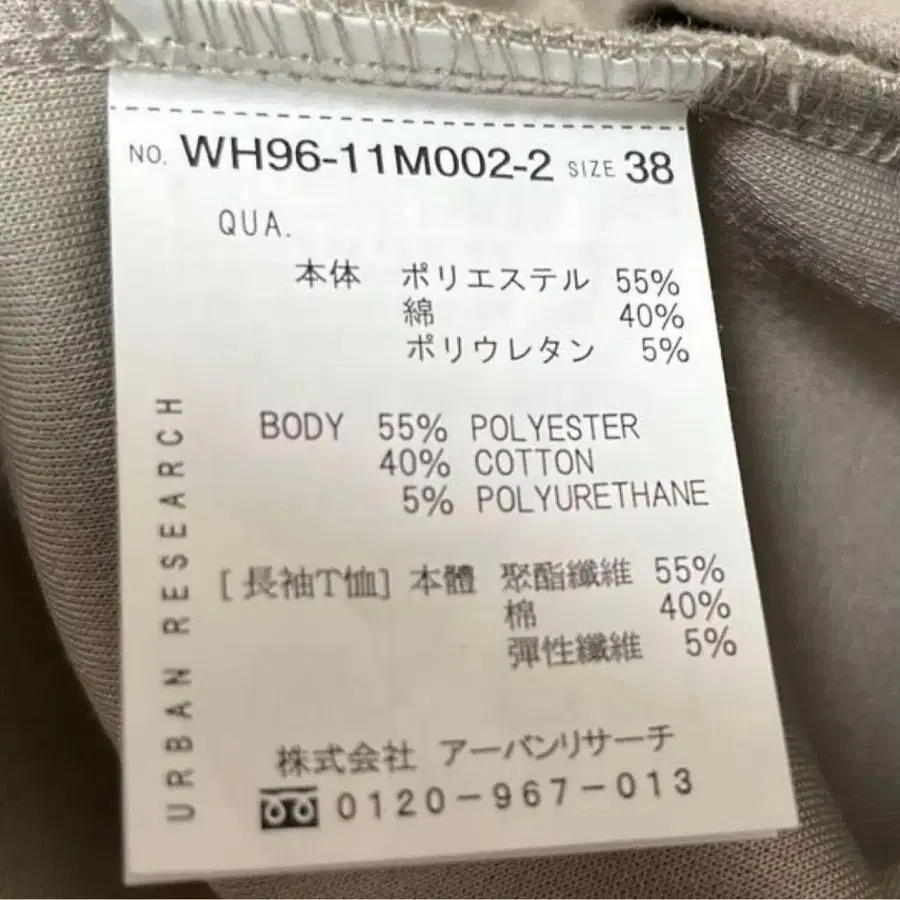 NO. WH96-11M002-2 SIZE 38
QUA.
本体 ポリエステル 55%
綿 40%
ポリウレタン 5%
BODY 55% POLYESTER
40% COTTON
5% POLYURETHANE
[長袖T恤] 本體 聚酯纖維 55%
棉 40%
彈性纖維 5%
株式会社 アーバンリサーチ
0120-967-013
URBAN RESEARCH